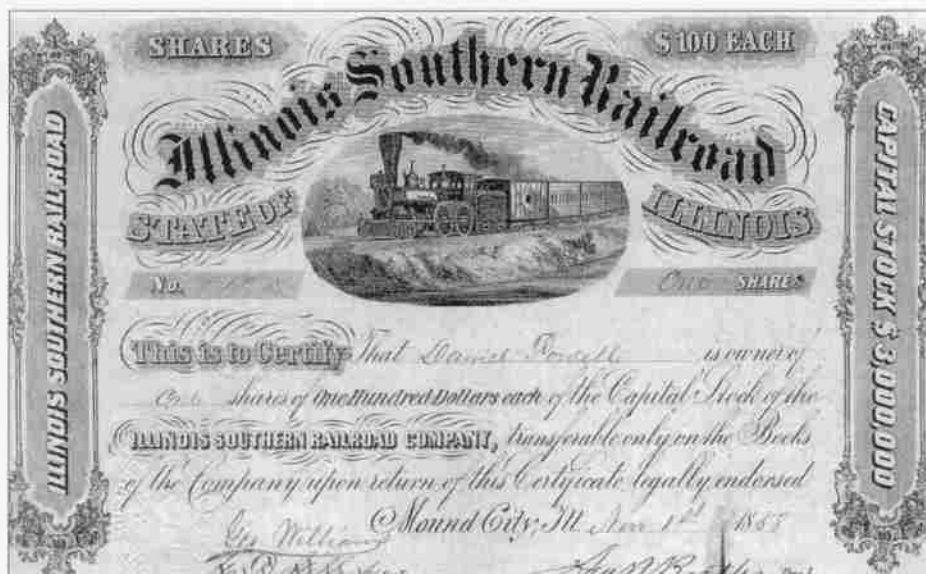 SHARES
$100 EACH
Illinois Southern Railroad
STATE OF
ILLINOIS
No.
One SHARES
This is to Certify That Daniel is owner of
One shares of One Hundred Dollars each of the Capital Stock of the
ILLINOIS SOUTHERN RAILROAD COMPANY, transferable only on the Books
of the Company upon return of this Certificate legally endorsed
Mound City, Ill 1st 1858
Williams
ILLINOIS SOUTHERN RAILROAD
CAPITAL STOCK $3,000,000